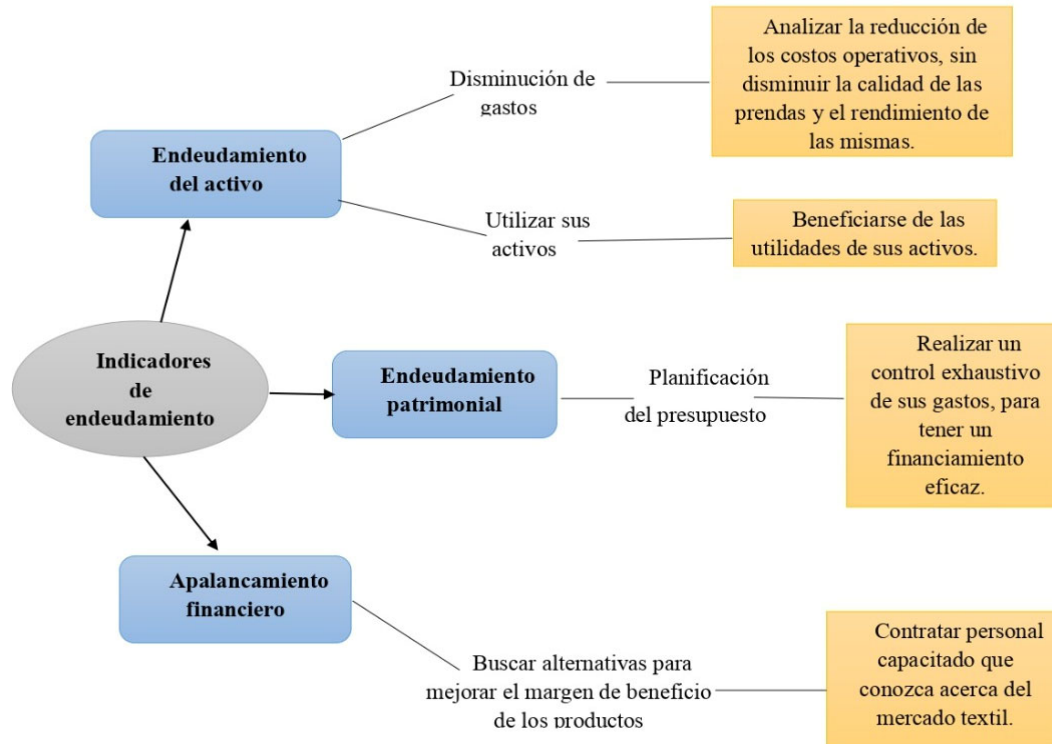 Analizar la reducción de
los costos operativos, sin
disminuir la calidad de las
prendas y el rendimiento de
las mismas.
Disminución de
gastos
Endeudamiento
del activo
Utilizar sus
activos
Beneficiarse de las
utilidades de sus activos.
Indicadores
de
endeudamiento
Endeudamiento
patrimonial
Planificación
del presupuesto
Realizar un
control exhaustivo
de sus gastos, para
tener un
financiamiento
eficaz.
Apalancamiento
financiero
Buscar alternativas para
mejorar el margen de beneficio
de los productos
Contratar personal
capacitado que
conozca acerca del
mercado textil.